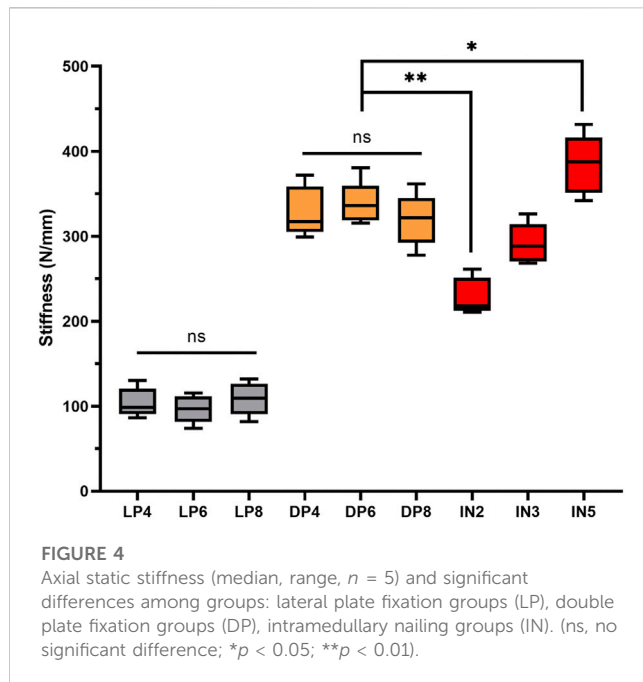 *
**
ns
ns
Stiffness (N/mm)
500
400
300
200
100
0
LP4 LP6 LP8 DP4 DP6 DP8 IN2 IN3 IN5
FIGURE 4
Axial static stiffness (median, range, n = 5) and significant
differences among groups: lateral plate fixation groups (LP), double
plate fixation groups (DP), intramedullary nailing groups (IN). (ns, no
significant difference; *p < 0.05; **p < 0.01).